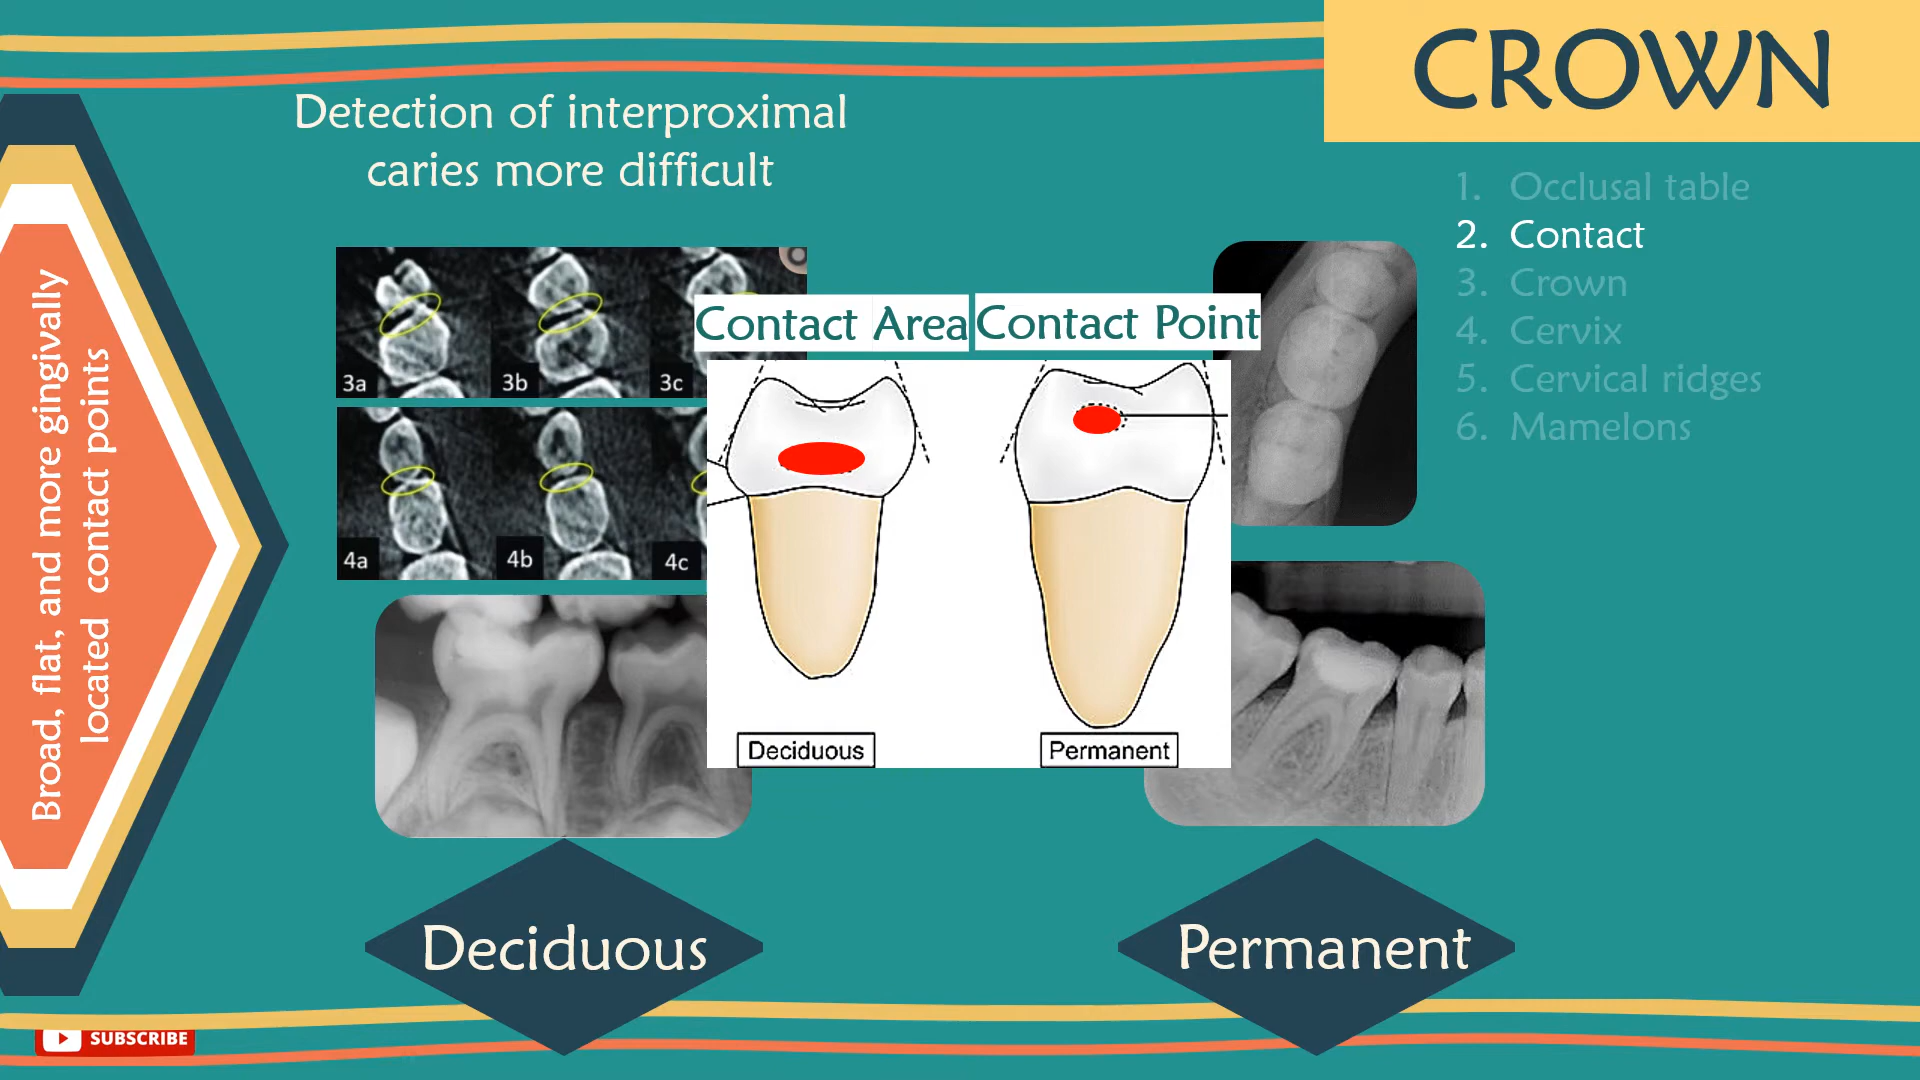 CROWN
Detection of interproximal
caries more difficult
1. Occlusal table
2. Contact
3. Crown
4. Cervix
5. Cervical ridges
6. Mamelons
Broad, flat, and more gingivally
located contact points
3a
3b
3c
4a
4b
4c
Contact Area
Contact Point
Deciduous
Permanent
Deciduous
Permanent
SUBSCRIBE